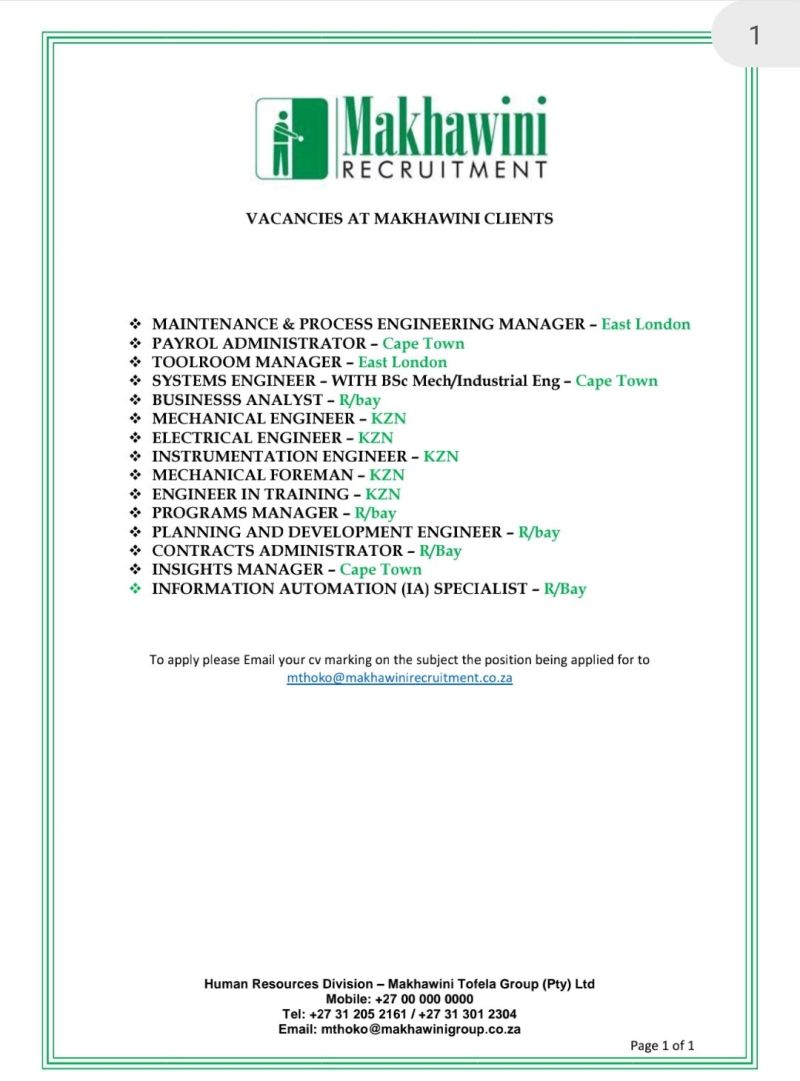 1
Makhawini
RECRUITMENT
VACANCIES AT MAKHAWINI CLIENTS
❖ MAINTENANCE & PROCESS ENGINEERING MANAGER – East London
❖ PAYROL ADMINISTRATOR – Cape Town
❖ TOOLROOM MANAGER – East London
❖ SYSTEMS ENGINEER – WITH BSc Mech/Industrial Eng – Cape Town
❖ BUSINESSS ANALYST – R/bay
❖ MECHANICAL ENGINEER – KZN
❖ ELECTRICAL ENGINEER – KZN
❖ INSTRUMENTATION ENGINEER – KZN
❖ MECHANICAL FOREMAN – KZN
❖ ENGINEER IN TRAINING – KZN
❖ PROGRAMS MANAGER – R/bay
❖ PLANNING AND DEVELOPMENT ENGINEER – R/bay
❖ CONTRACTS ADMINISTRATOR – R/Bay
❖ INSIGHTS MANAGER – Cape Town
❖ INFORMATION AUTOMATION (IA) SPECIALIST – R/Bay
To apply please Email your cv marking on the subject the position being applied for to
mthoko@makhawinirecruitment.co.za
Human Resources Division – Makhawini Tofela Group (Pty) Ltd
Mobile: +27 00 000 0000
Tel: +27 31 205 2161 / +27 31 301 2304
Email: mthoko@makhawinigroup.co.za
Page 1 of 1